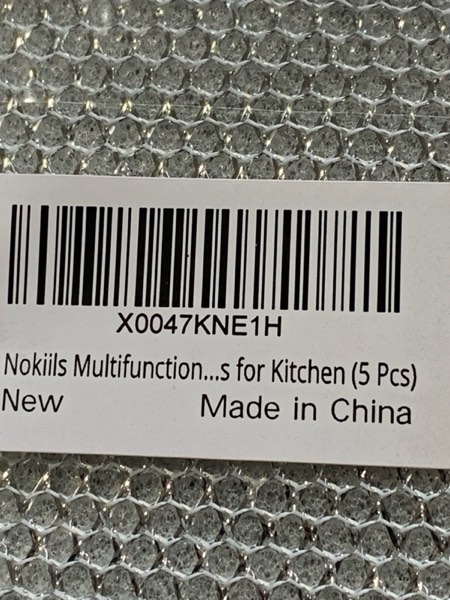 X0047KNE1H
Nokiils Multifunction...s for Kitchen (5 Pcs)
New
Made in China